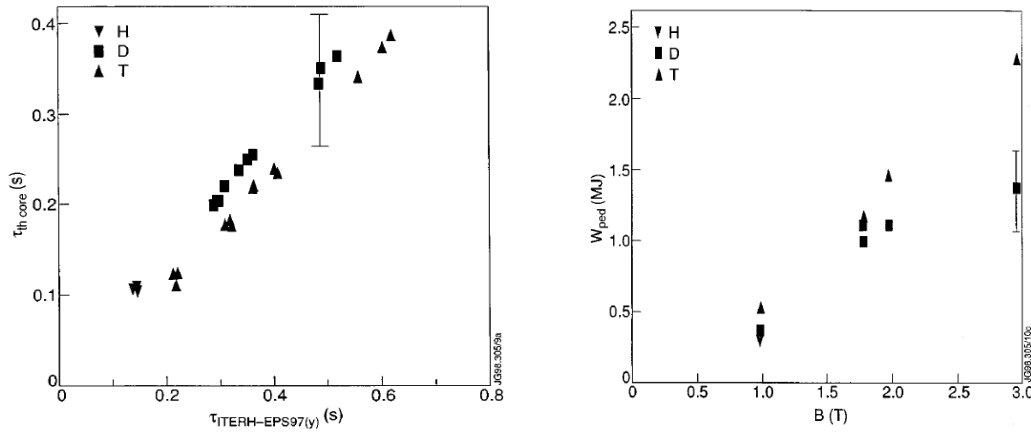 0.4
H
D
T
0.3
0.2
0.1
0
0
0.2
0.4
0.6
0.8
τth core (s)
τITERH–EPS97(y) (s)
JG98.305/9a
2.5
H
D
T
2.0
1.5
1.0
0.5
0
0
0.5
1.0
1.5
2.0
2.5
3.0
Wped (MJ)
B (T)
JG98.305/10c